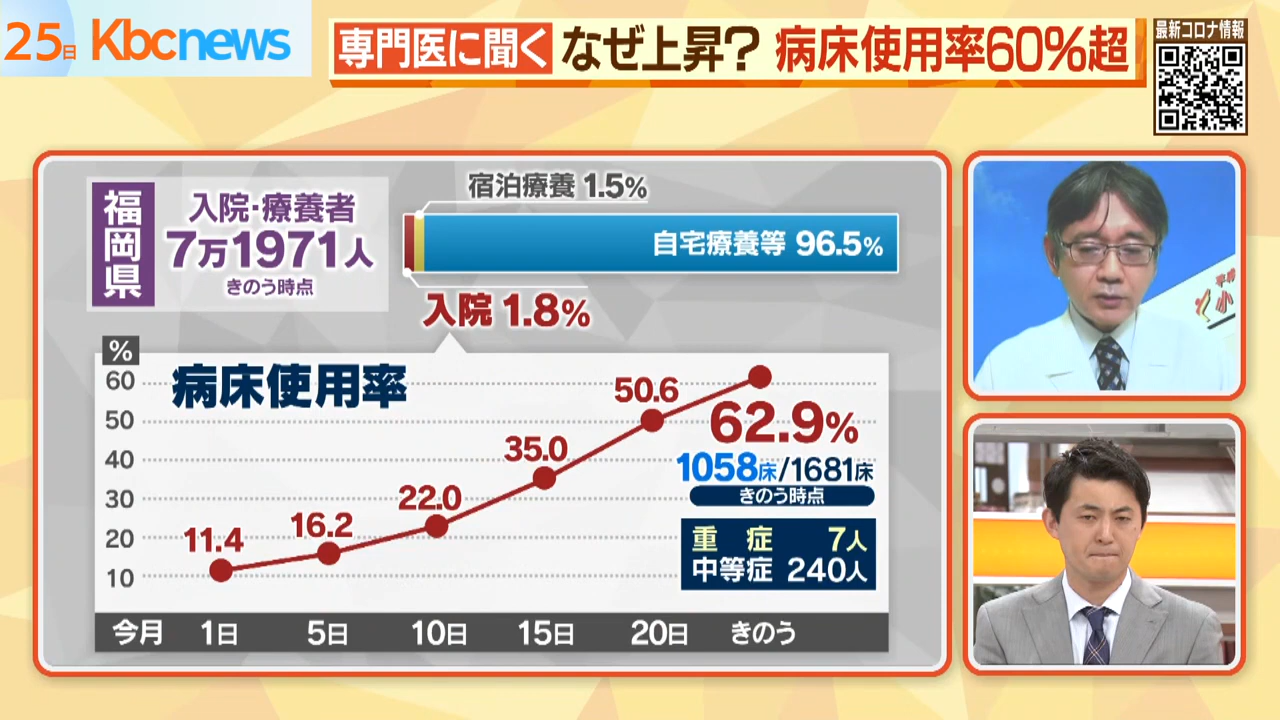 25日 Kbcnews
専門医に聞く なぜ上昇? 病床使用率60%超
最新コロナ情報
福岡県
入院・療養者
7万1971人
きのう時点
宿泊療養 1.5%
自宅療養等 96.5%
入院 1.8%
%
病床使用率
60
50
40
30
20
10
11.4
16.2
22.0
35.0
50.6
62.9%
1058床/1681床
きのう時点
重症 7人
中等症 240人
今月 1日 5日 10日 15日 20日 きのう
小